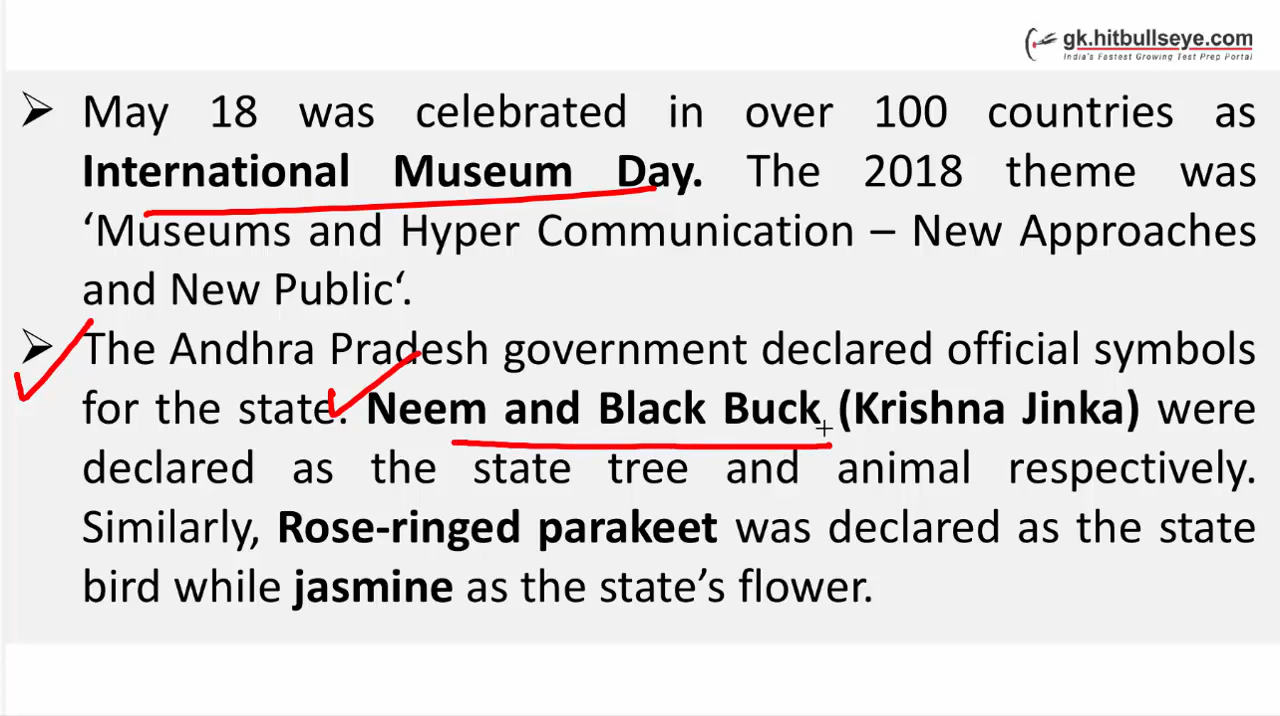 gk.hitbullseye.com
India's Fastest Growing Test Prep Portal
➢ May 18 was celebrated in over 100 countries as
International Museum Day. The 2018 theme was
‘Museums and Hyper Communication – New Approaches
and New Public‘.
➢ The Andhra Pradesh government declared official symbols
for the state. Neem and Black Buck (Krishna Jinka) were
declared as the state tree and animal respectively.
Similarly, Rose-ringed parakeet was declared as the state
bird while jasmine as the state’s flower.